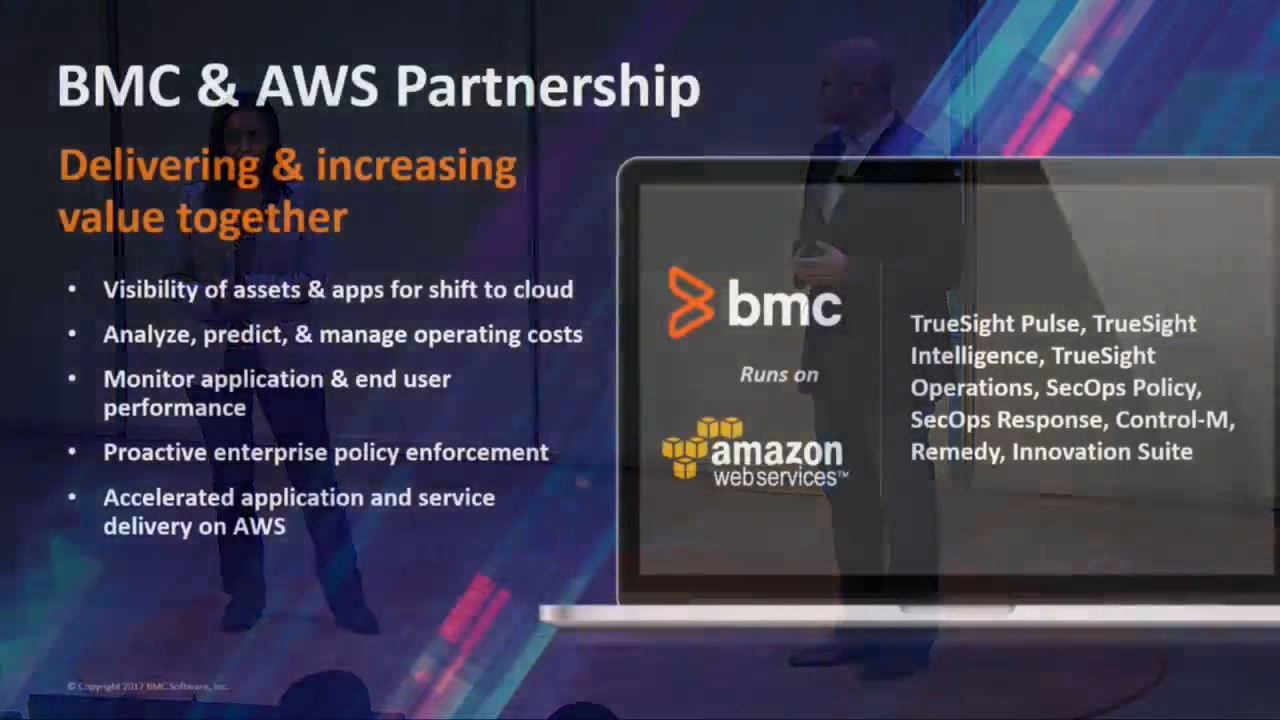 BMC & AWS Partnership
Delivering & increasing
value together
• Visibility of assets & apps for shift to cloud
• Analyze, predict, & manage operating costs
• Monitor application & end user
performance
• Proactive enterprise policy enforcement
• Accelerated application and service
delivery on AWS
bmc
Runs on
amazon
webservices™
TrueSight Pulse, TrueSight
Intelligence, TrueSight
Operations, SecOps Policy,
SecOps Response, Control-M,
Remedy, Innovation Suite
© Copyright 2017 BMC Software, Inc.